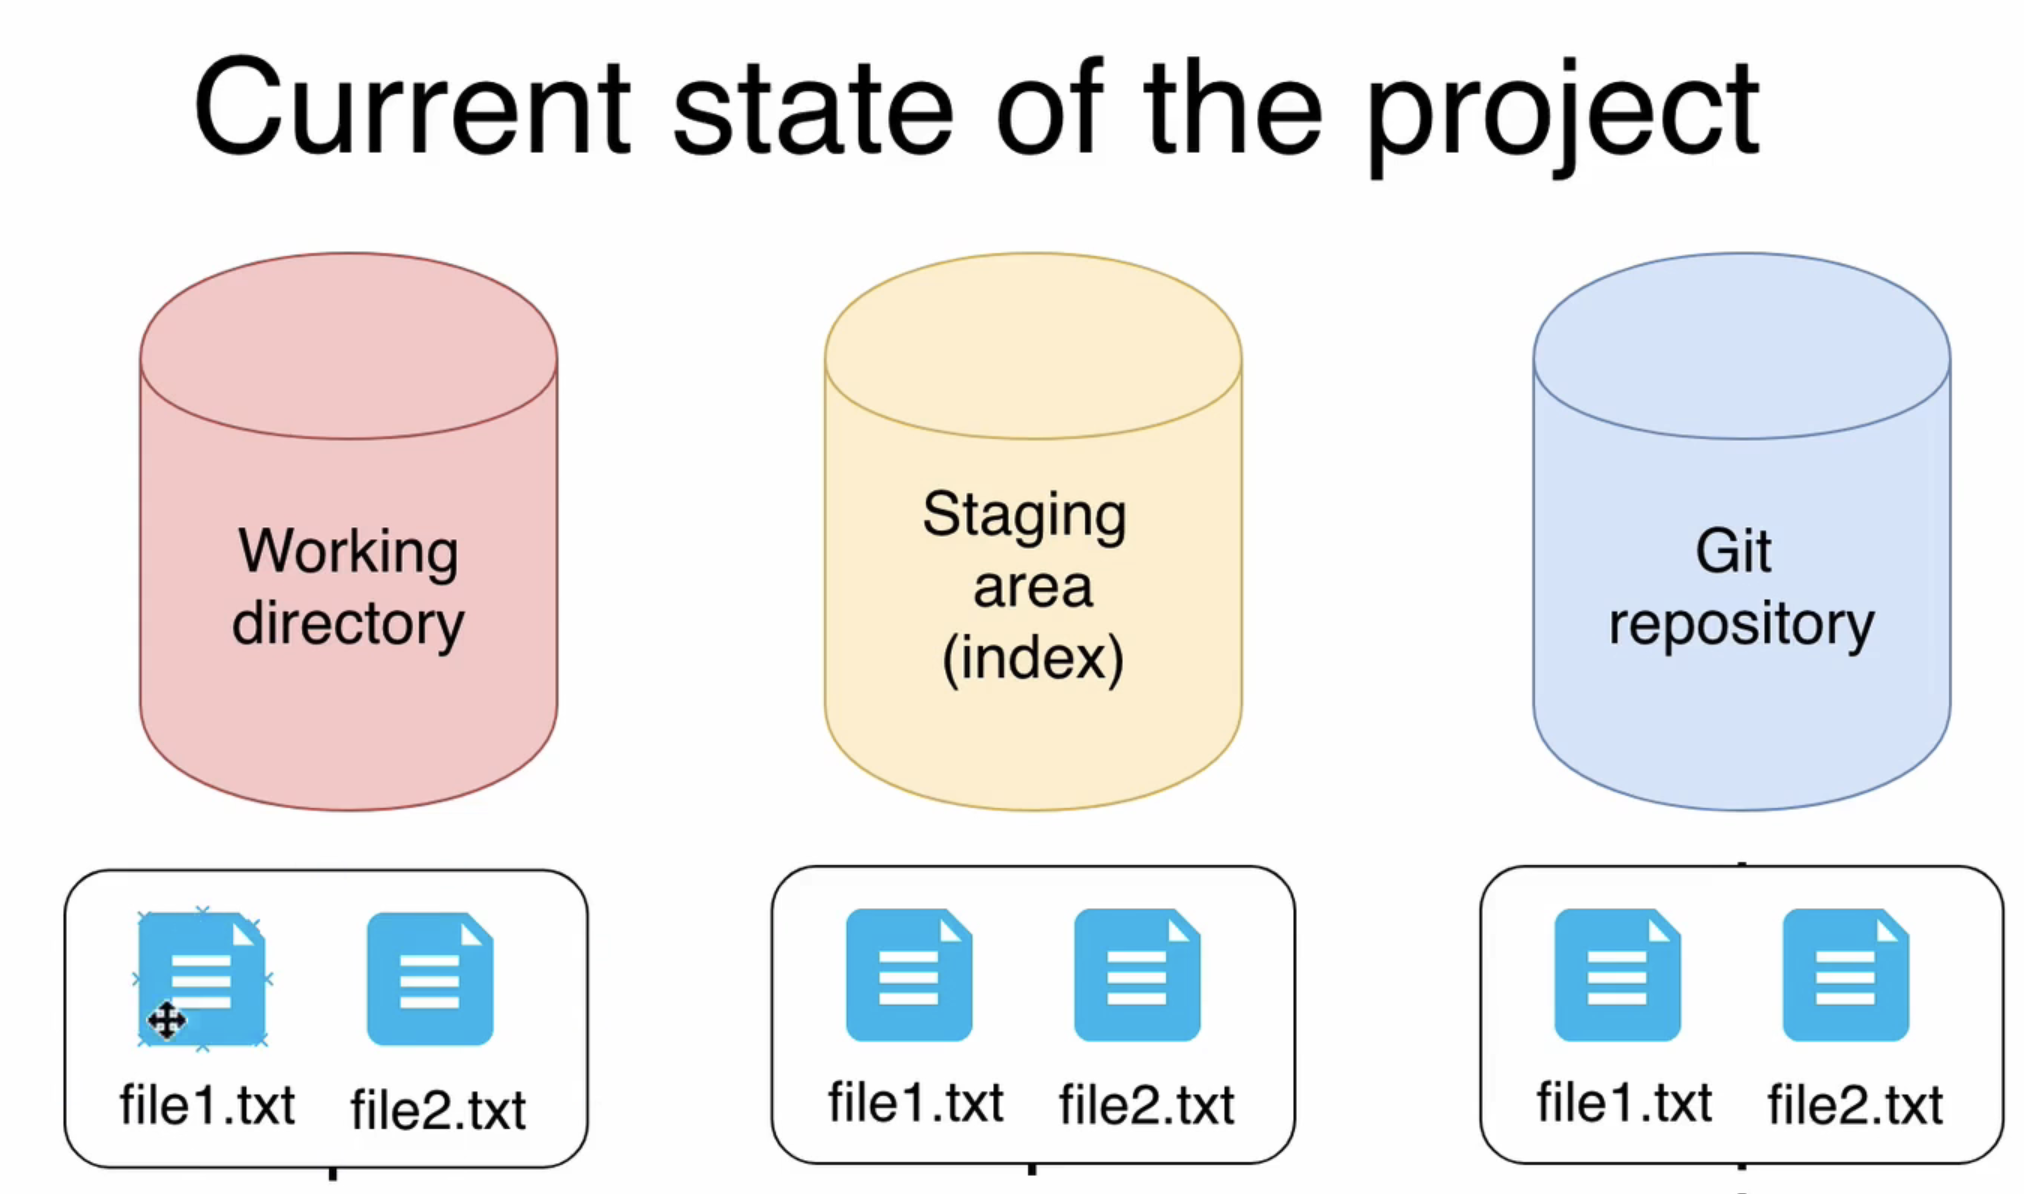 Current state of the project
Working
directory
Staging
area
(index)
Git
repository
file1.txt
file2.txt
file1.txt
file2.txt
file1.txt
file2.txt